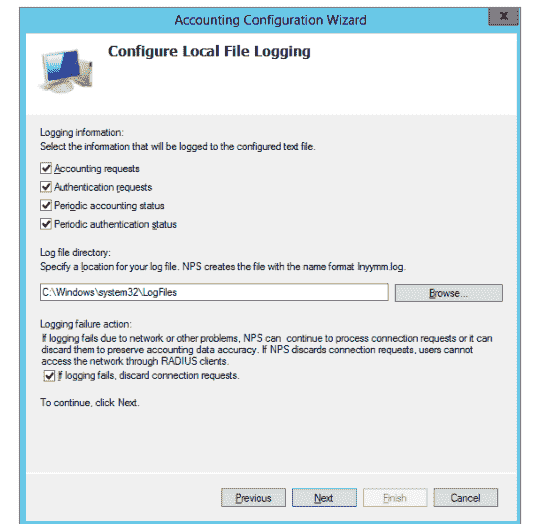 Accounting Configuration Wizard
x
Configure Local File Logging
Logging information:
Select the information that will be logged to the configured text file.
Accounting requests
Authentication requests
Periodic accounting status
Periodic authentication status
Log file directory:
Specify a location for your log file. NPS creates the file with the name format Inyymm.log.
C:\Windows\system32\LogFiles
Browse...
Logging failure action:
If logging fails due to network or other problems, NPS can continue to process connection requests or it can
discard them to preserve accounting data accuracy. If NPS discards connection requests, users cannot
access the network through RADIUS clients.
If logging fails, discard connection requests.
To continue, click Next.
Previous
Next
Finish
Cancel